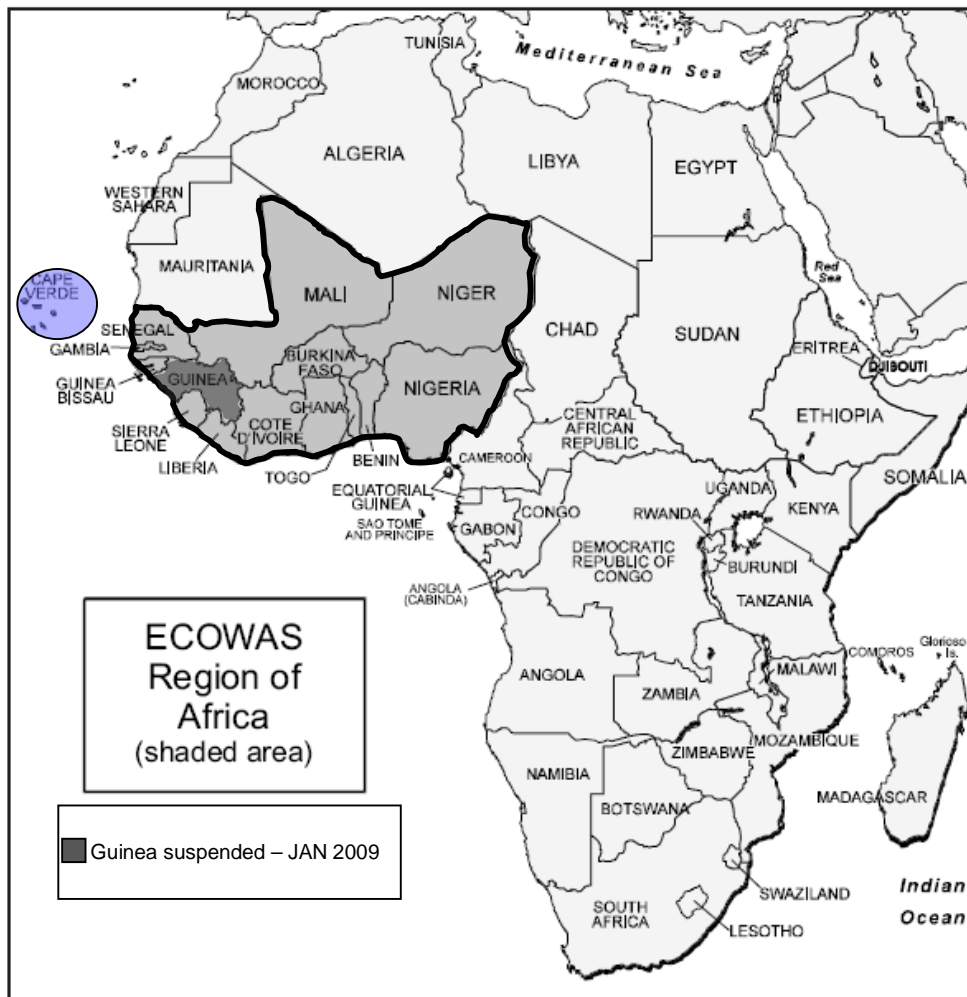 TUNISIA
Mediterranean Sea
MOROCCO
ALGERIA
LIBYA
EGYPT
WESTERN
SAHARA
MAURITANIA
Red
Sea
CAPE
VERDE
MALI
NIGER
CHAD
SUDAN
SENEGAL
GAMBIA
ERITREA
DJIBOUTI
BURKINA
FASO
GUINEA
BISSAU
GUINEA
NIGERIA
GHANA
ETHIOPIA
CENTRAL
AFRICAN
REPUBLIC
SIERRA
LEONE
COTE
D'IVOIRE
LIBERIA
TOGO
BENIN
CAMEROON
SOMALIA
EQUATORIAL
GUINEA
UGANDA
KENYA
SAO TOME
AND PRINCIPE
GABON
CONGO
RWANDA
DEMOCRATIC
REPUBLIC OF
CONGO
BURUNDI
ANGOLA
(CABINDA)
TANZANIA
ECOWAS
Region of
Africa
(shaded area)
COMOROS
Glorioso
Is.
ANGOLA
MALAWI
ZAMBIA
MOZAMBIQUE
ZIMBABWE
NAMIBIA
MADAGASCAR
BOTSWANA
Guinea suspended – JAN 2009
SWAZILAND
SOUTH
AFRICA
LESOTHO
Indian
Ocean